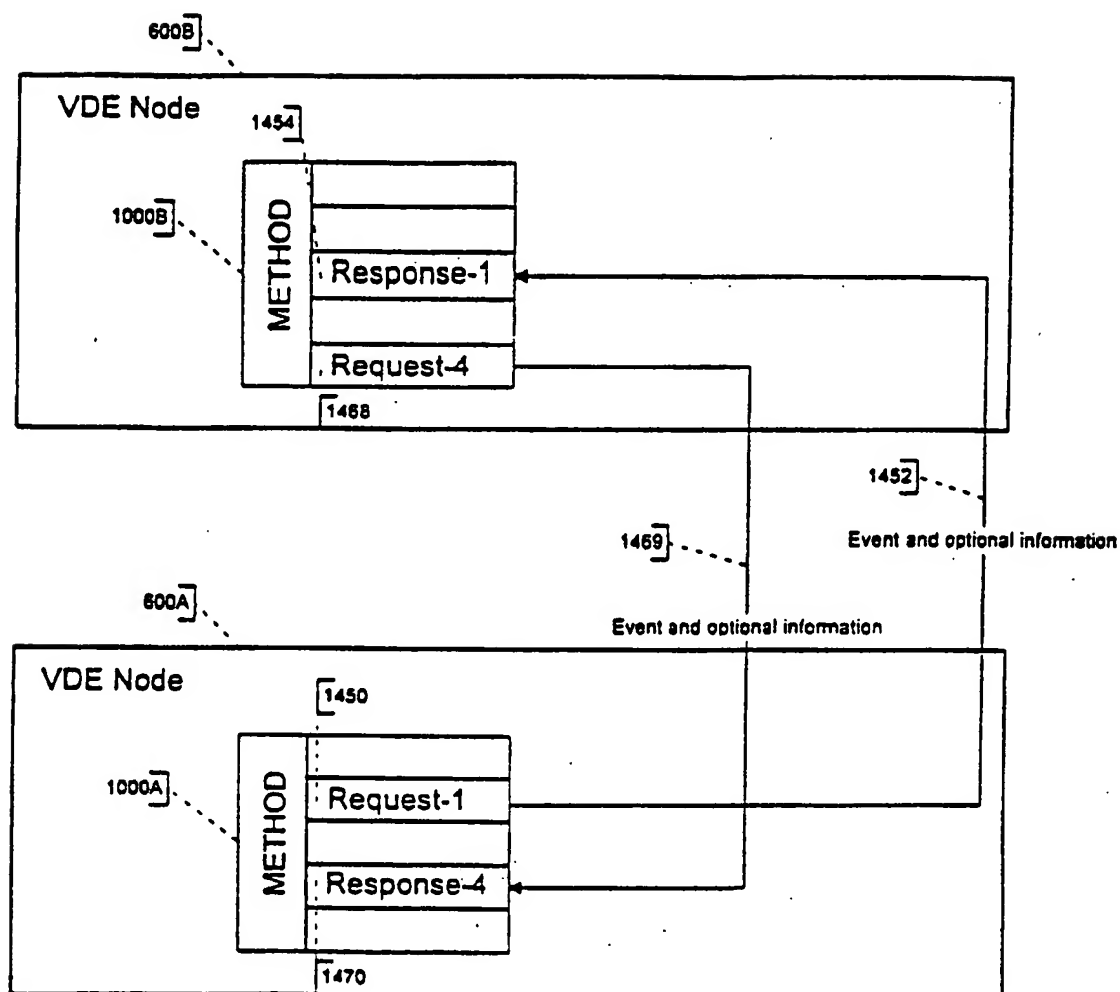 600B
VDE Node
1454
1000B
METHOD
Response-1
Request-4
1468
1452
1469
Event and optional information
600A
Event and optional information
VDE Node
1450
1000A
METHOD
Request-1
Response-4
1470